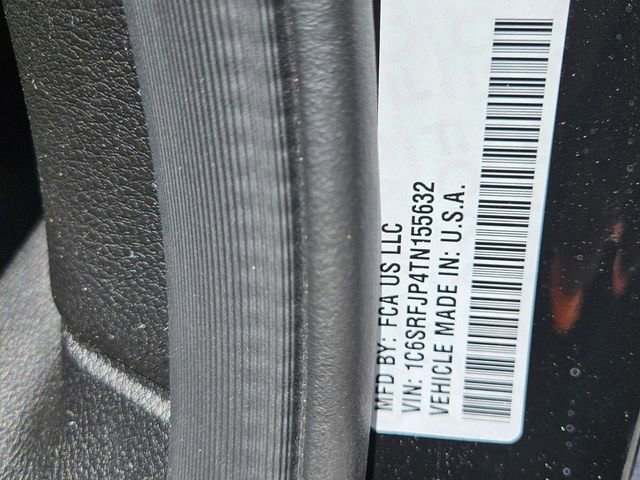 MFD BY: FCA US LLC
VIN: 1C6SRFJP4TN155632
VEHICLE MADE IN: U.S.A.